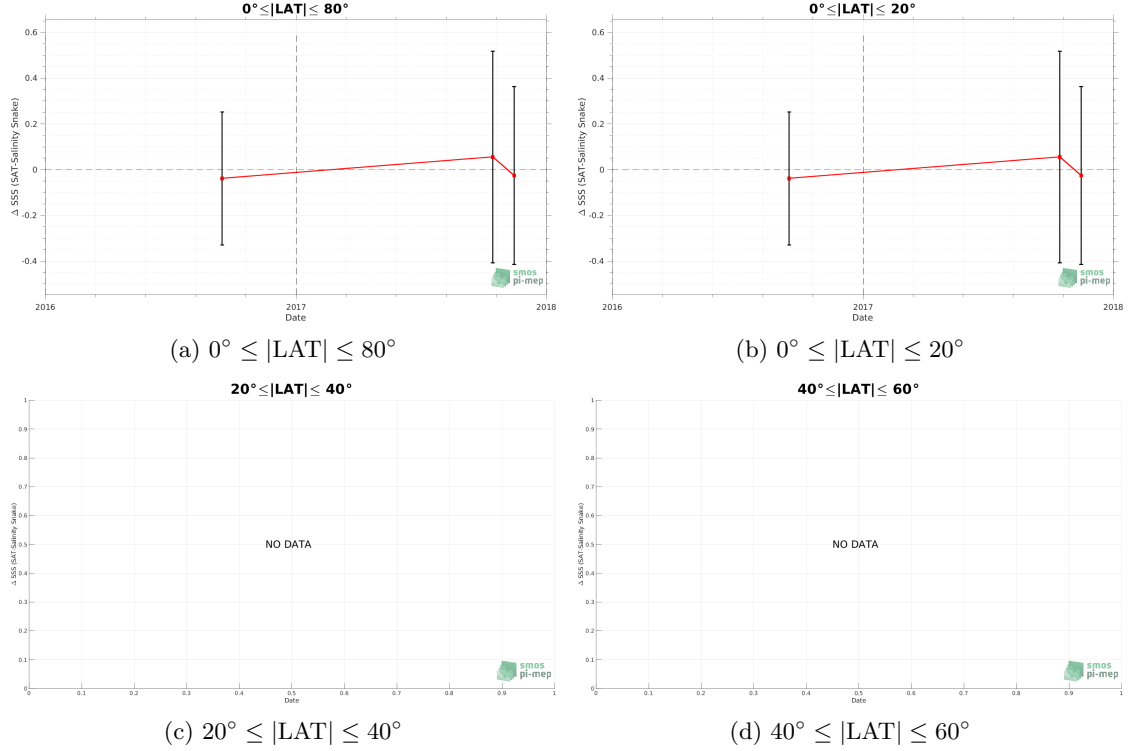 0°≤|LAT|≤ 80°
Δ SSS (SAT-Salinity Snake)
0.6
0.4
0.2
0
-0.2
-0.4
2016
2017
2018
Date
smos
pi-mep
(a) 0° ≤ |LAT| ≤ 80°
0°≤|LAT|≤ 20°
Δ SSS (SAT-Salinity Snake)
0.6
0.4
0.2
0
-0.2
-0.4
2016
2017
2018
Date
smos
pi-mep
(b) 0° ≤ |LAT| ≤ 20°
20°≤|LAT|≤ 40°
Δ SSS (SAT-Salinity Snake)
1
0.9
0.8
0.7
0.6
0.5
0.4
0.3
0.2
0.1
0
NO DATA
0 0.1 0.2 0.3 0.4 0.5 0.6 0.7 0.8 0.9 1
Date
smos
pi-mep
(c) 20° ≤ |LAT| ≤ 40°
40°≤|LAT|≤ 60°
Δ SSS (SAT-Salinity Snake)
1
0.9
0.8
0.7
0.6
0.5
0.4
0.3
0.2
0.1
0
NO DATA
0 0.1 0.2 0.3 0.4 0.5 0.6 0.7 0.8 0.9 1
Date
smos
pi-mep
(d) 40° ≤ |LAT| ≤ 60°